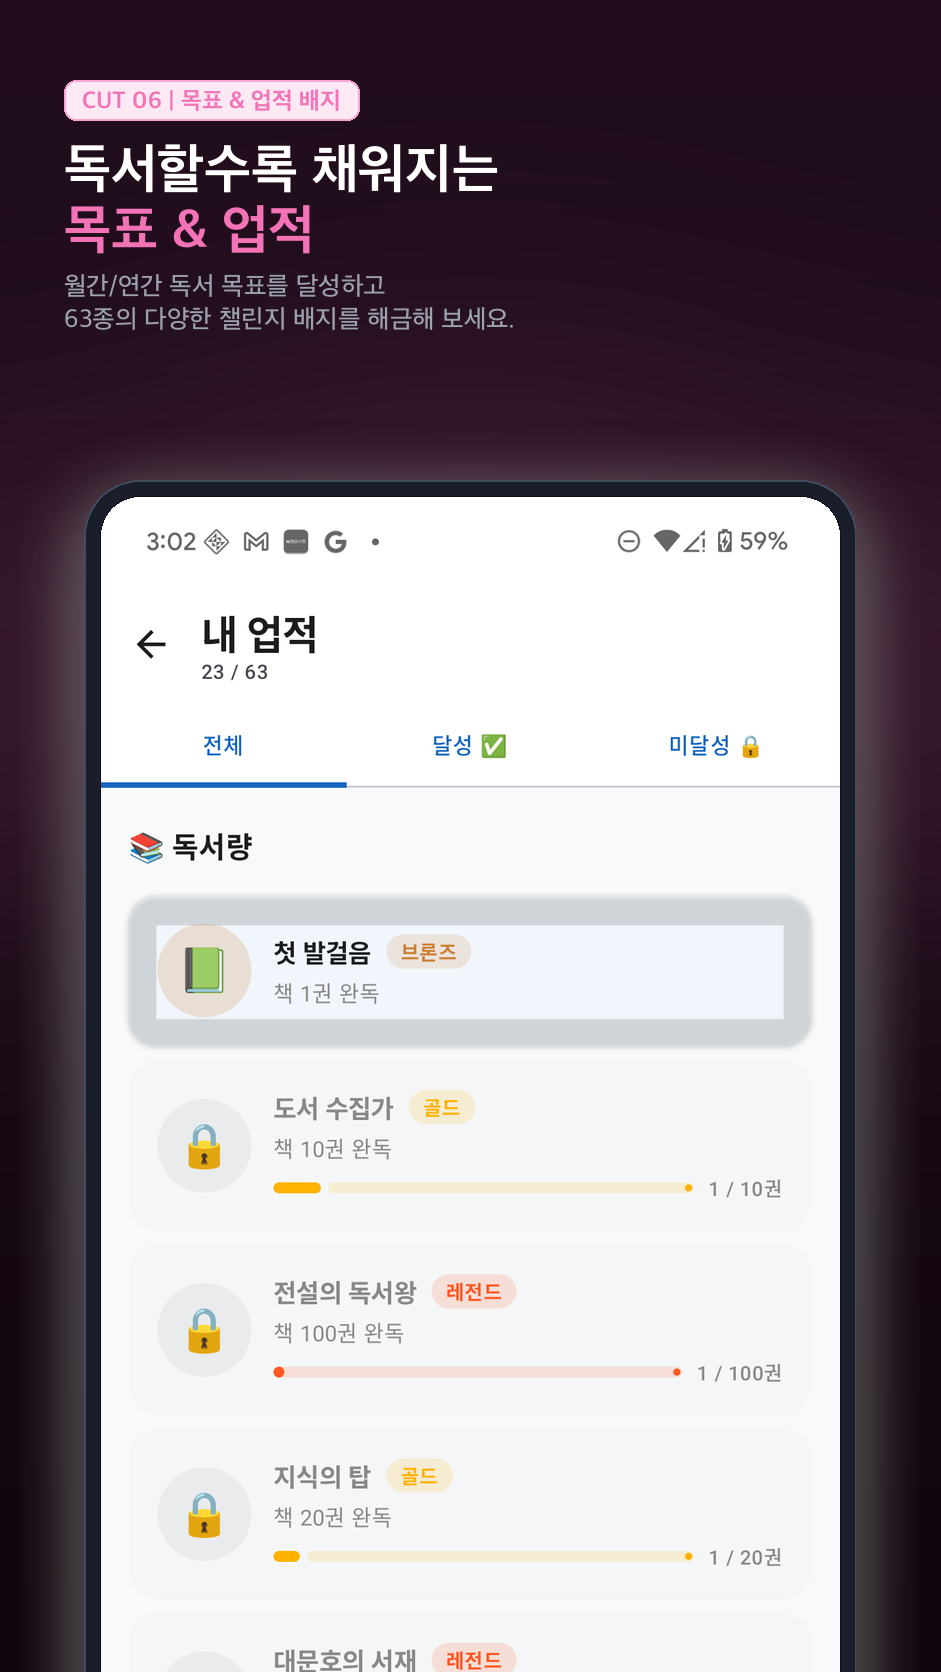 CUT 06 | 목표 & 업적 배지
독서할수록 채워지는
목표 & 업적
월간/연간 독서 목표를 달성하고
63종의 다양한 챌린지 배지를 해금해 보세요.
3:02
59%
내 업적
23 / 63
전체
달성 ✅
미달성 🔒
📚 독서량
첫 발걸음 브론즈
책 1권 완독
도서 수집가 골드
책 10권 완독
1 / 10권
전설의 독서왕 레전드
책 100권 완독
1 / 100권
지식의 탑 골드
책 20권 완독
1 / 20권
대문호의 서재 레전드